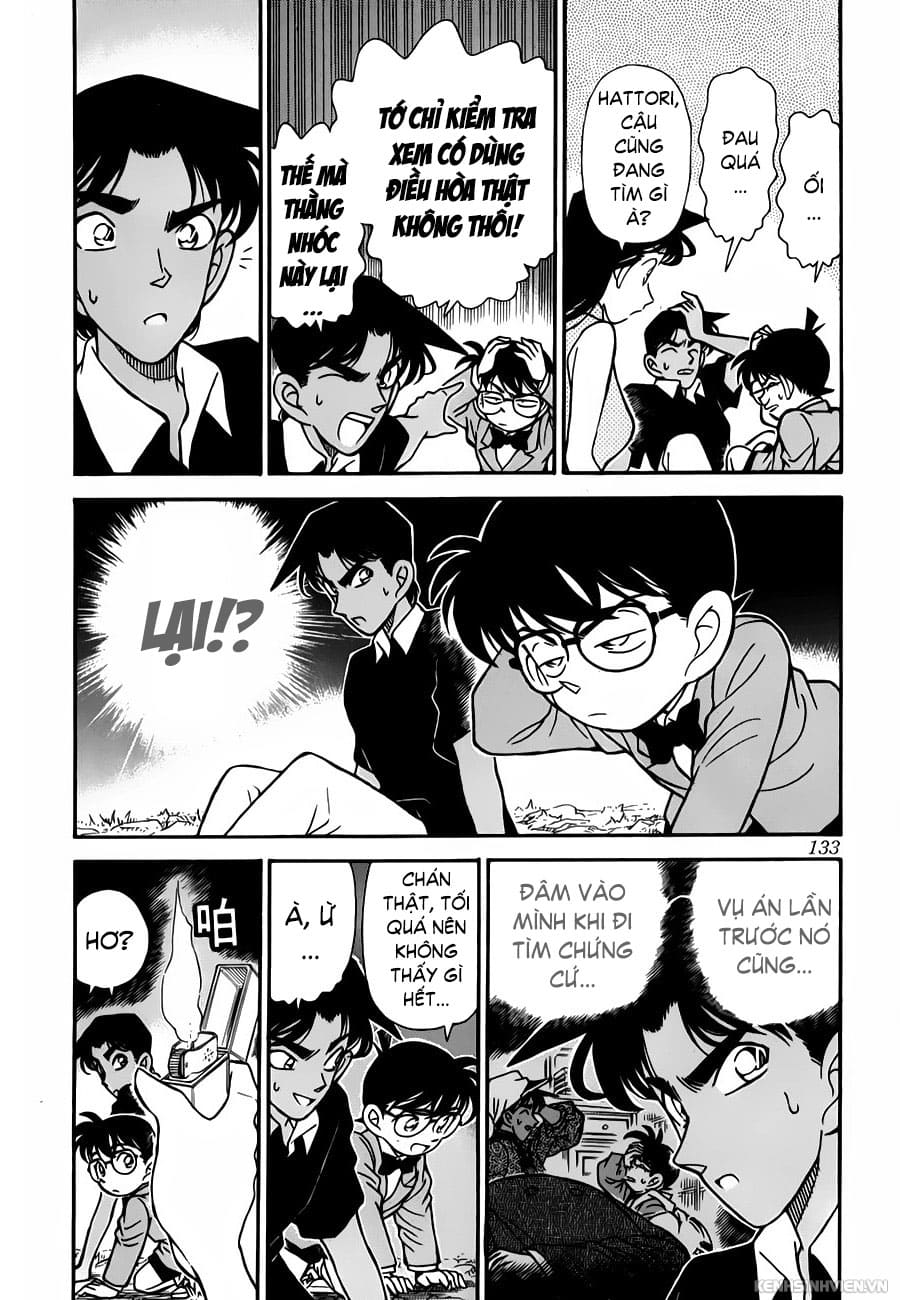 ỐI
...
ĐAU
QUÁ
...
HATTORI,
CẬU
CŨNG
ĐANG
TÌM GÌ
À?
TỚ CHỈ KIỂM TRA
XEM CÓ DÙNG
ĐIỀU HÒA THẬT
KHÔNG THÔI!
THẾ MÀ
THẰNG
NHÓC
NÀY LẠI
...
LẠI!?
133
VỤ ÁN LẦN
TRƯỚC NÓ
CŨNG...
ĐÂM VÀO
MÌNH KHI ĐI
TÌM CHỨNG
CỨ...
CHÁN
THẬT, TỐI
QUÁ NÊN
KHÔNG
THẤY GÌ
HẾT...
À, Ừ
...
咱
HƠ?
KENHSINHVIEN.VN